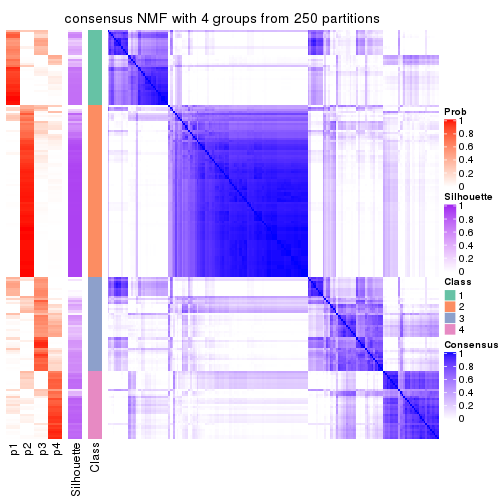 consensus NMF with 4 groups from 250 partitions
Prob
1
0.8
0.6
0.4
0.2
0
Silhouette
1
0.8
0.6
0.4
0.2
0
Class
1
2
3
4
Consensus
1
0.8
0.6
0.4
0.2
0
p1
p2
p3
p4
Silhouette
Class